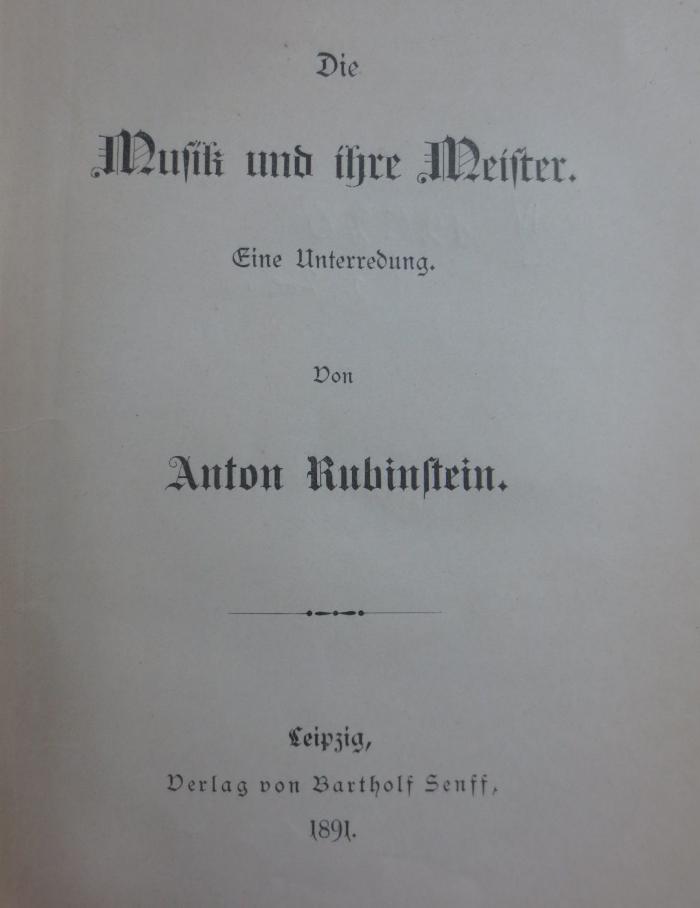 Die
Musik und ihre Meister.
Eine Unterredung.
Von
Anton Rubinstein.
Leipzig,
Verlag von Bartholf Senff,
1891.